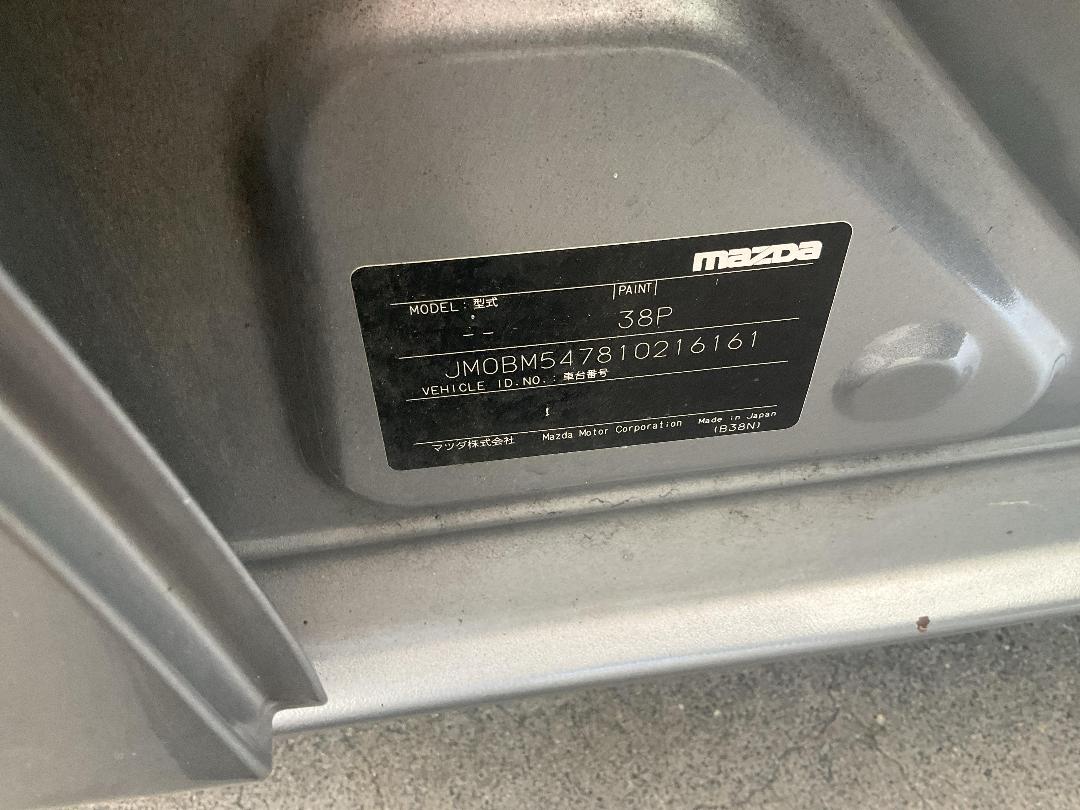 mazda
MODEL: 型式 PAINT
-- 38P
JM0BM547810216161
VEHICLE ID.NO.: 車台番号
マツダ株式会社 Mazda Motor Corporation Made in Japan
(B38N)